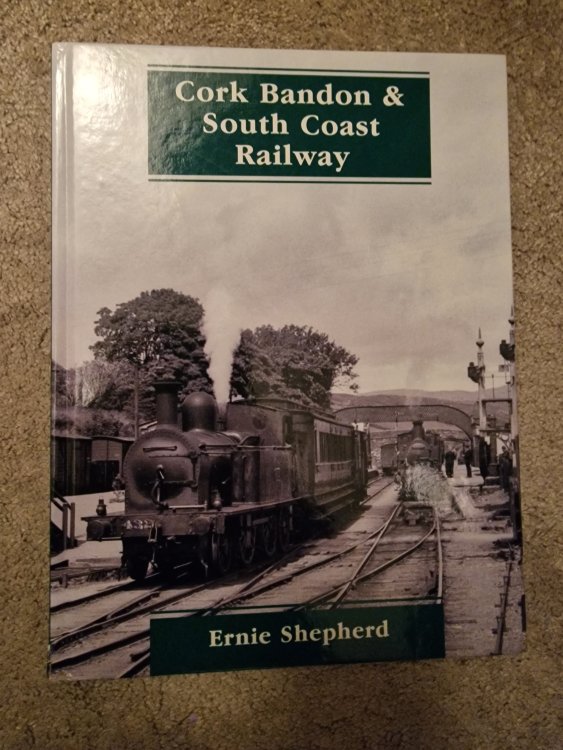 Cork Bandon &
South Coast
Railway
Ernie Shepherd